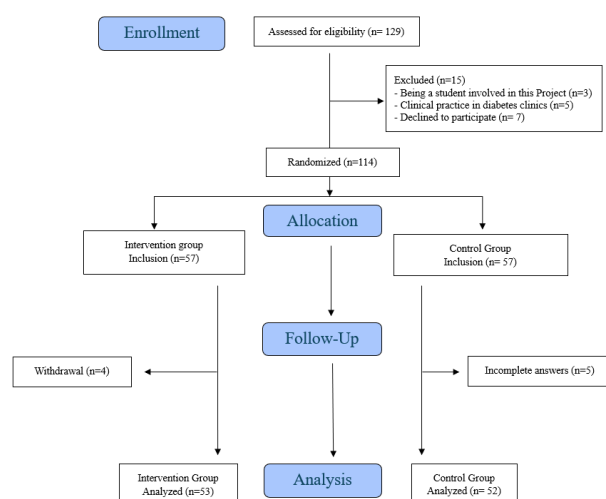 Enrollment
Assessed for eligibility (n= 129)
Excluded (n=15)
- Being a student involved in this Project (n=3)
- Clinical practice in diabetes clinics (n=5)
- Declined to participate (n= 7)
Randomized (n=114)
Allocation
Intervention group
Inclusion (n=57)
Control Group
Inclusion (n= 57)
Follow-Up
Withdrawal (n=4)
Incomplete answers (n=5)
Intervention Group
Analyzed (n=53)
Analysis
Control Group
Analyzed (n= 52)